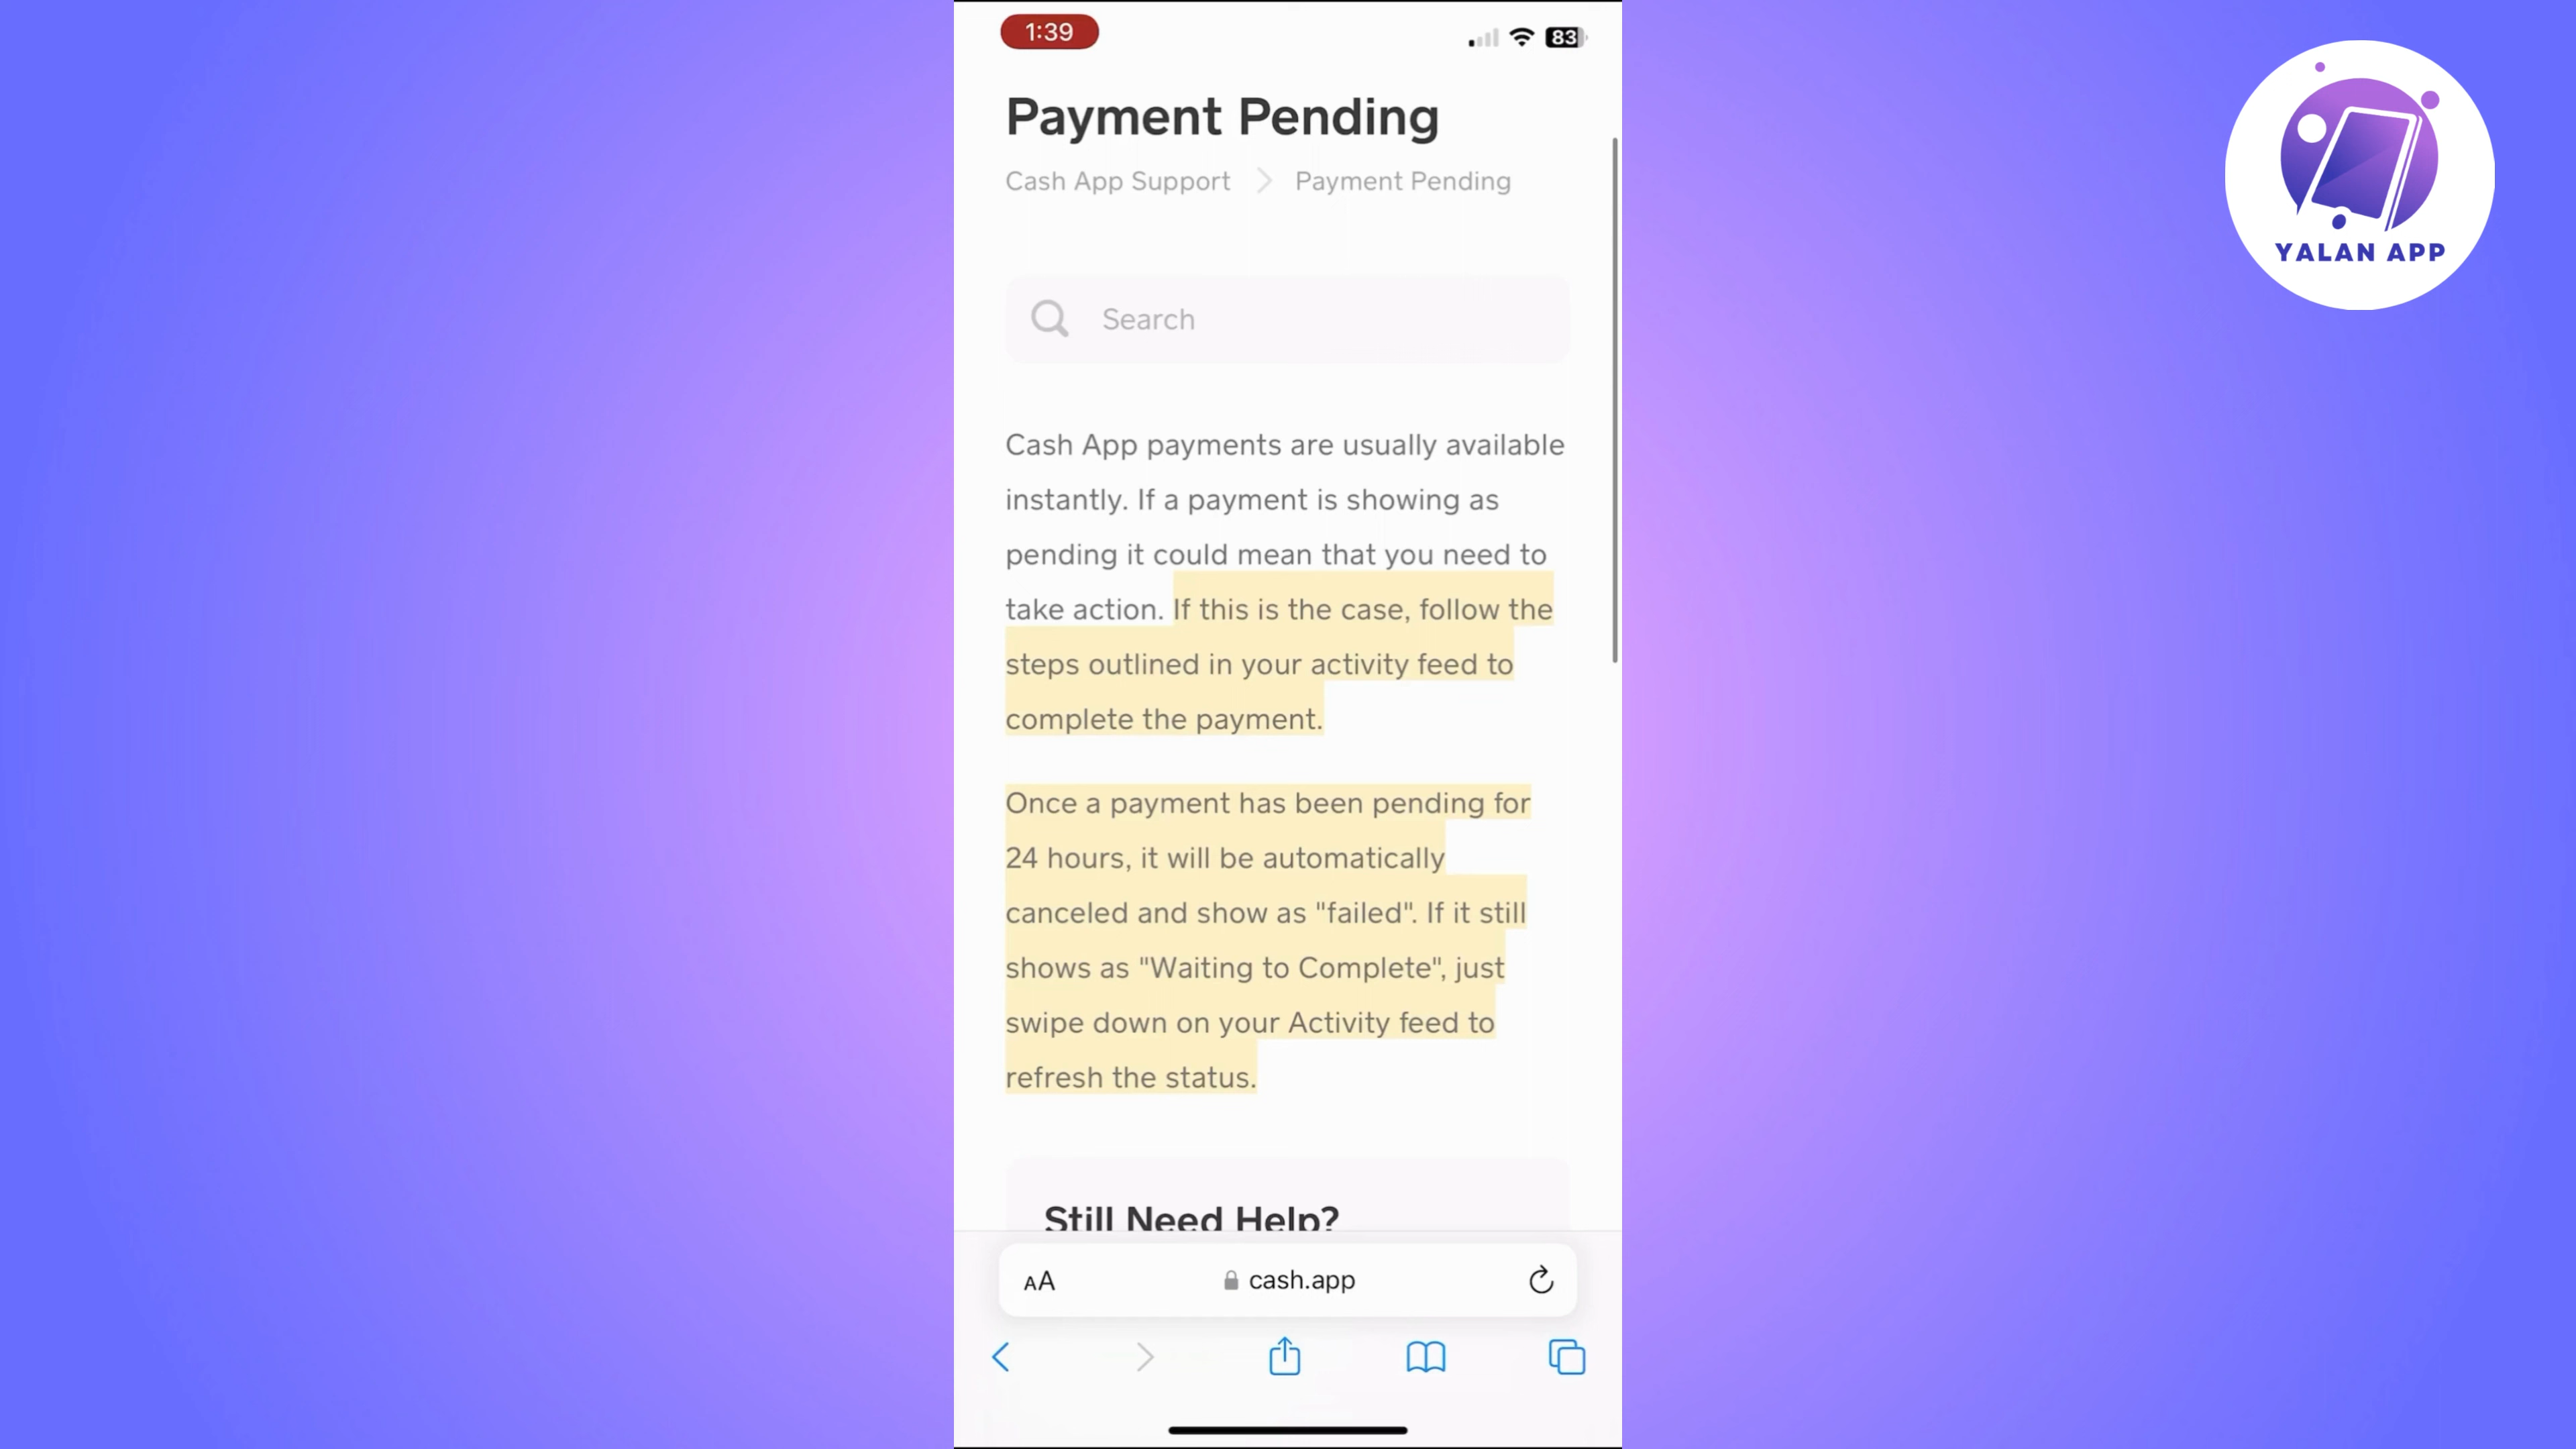 1:39
83
Payment Pending
Cash App Support
Payment Pending
Search
Cash App payments are usually available
instantly. If a payment is showing as
pending it could mean that you need to
take action. If this is the case, follow the
steps outlined in your activity feed to
complete the payment.
Once a payment has been pending for
24 hours, it will be automatically
canceled and show as "failed". If it still
shows as "Waiting to Complete", just
swipe down on your Activity feed to
refresh the status.
Still Need Help?
AA
cash.app
YALAN APP